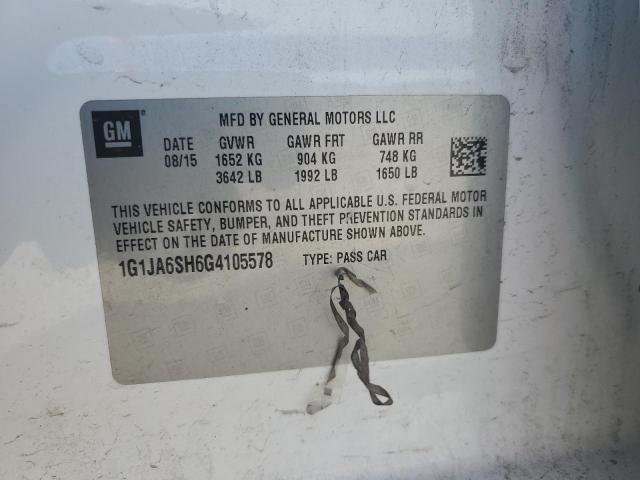 GM ®
MFD BY GENERAL MOTORS LLC
DATE GVWR GAWR FRT GAWR RR
08/15 1652 KG 904 KG 748 KG
3642 LB 1992 LB 1650 LB
THIS VEHICLE CONFORMS TO ALL APPLICABLE U.S. FEDERAL MOTOR
VEHICLE SAFETY, BUMPER, AND THEFT PREVENTION STANDARDS IN
EFFECT ON THE DATE OF MANUFACTURE SHOWN ABOVE.
1G1JA6SH6G4105578 TYPE: PASS CAR